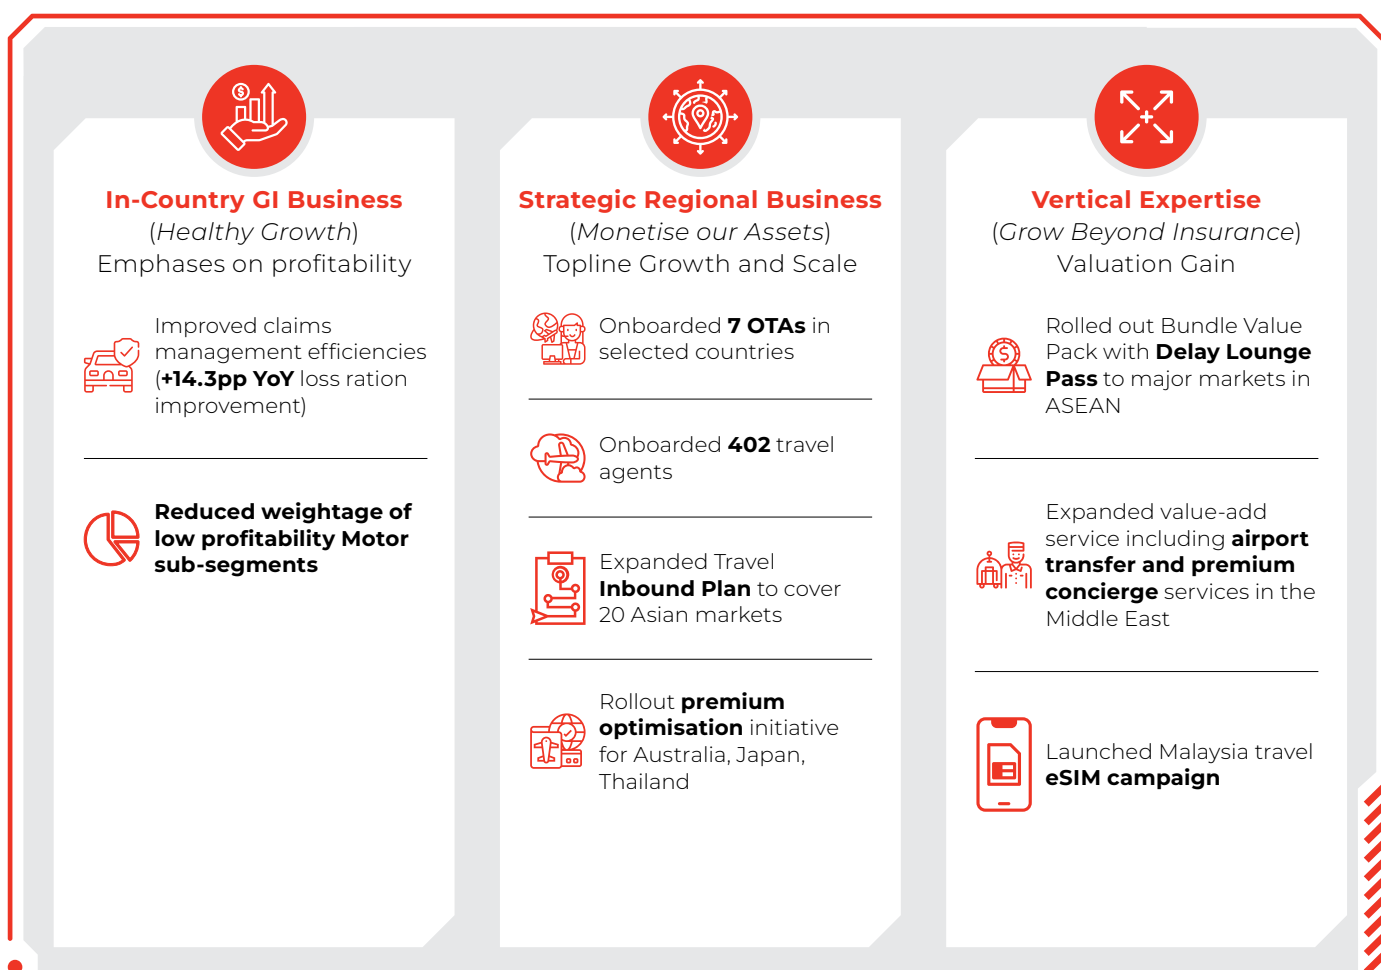 In-Country GI Business
(Healthy Growth)
Emphases on profitability
Improved claims
management efficiencies
(+14.3pp YoY loss ration
improvement)
Reduced weightage of
low profitability Motor
sub-segments
Strategic Regional Business
(Monetise our Assets)
Topline Growth and Scale
Onboarded 7 OTAs in
selected countries
Onboarded 402 travel
agents
Expanded Travel
Inbound Plan to cover
20 Asian markets
Rollout premium
optimisation initiative
for Australia, Japan,
Thailand
Vertical Expertise
(Grow Beyond Insurance)
Valuation Gain
Rolled out Bundle Value
Pack with Delay Lounge
Pass to major markets in
ASEAN
Expanded value-add
service including airport
transfer and premium
concierge services in the
Middle East
Launched Malaysia travel
eSIM campaign